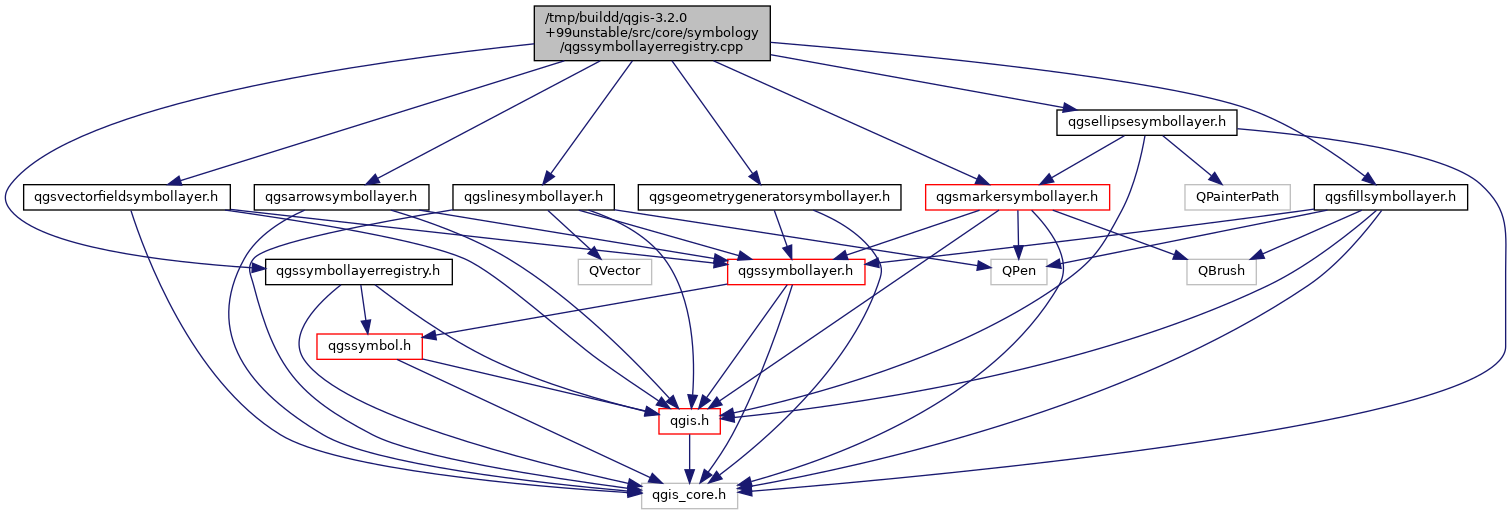 /tmp/buildd/qgis-3.2.0
+99unstable/src/core/symbology
/qgssymbollayerregistry.cpp
qgsellipsesymbollayer.h
qgsvectorfieldsymbollayer.h
qgsarrowsymbollayer.h
qgslinesymbollayer.h
qgsgeometrygeneratorsymbollayer.h
qgsmarkersymbollayer.h
QPainterPath
qgsfillsymbollayer.h
qgssymbollayerregistry.h
QVector
qgssymbollayer.h
QPen
QBrush
qgssymbol.h
qgis.h
qgis_core.h